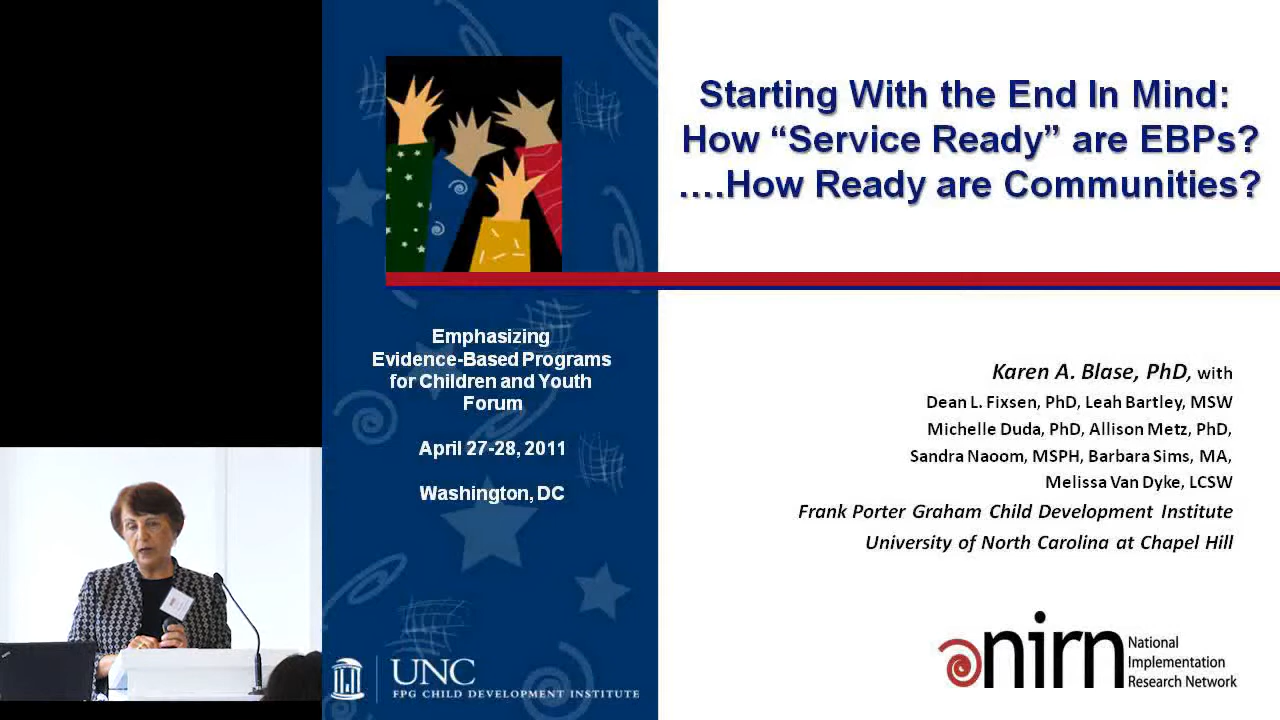 Starting With the End In Mind:
How “Service Ready” are EBPs?
….How Ready are Communities?
Emphasizing
Evidence-Based Programs
for Children and Youth
Forum
April 27-28, 2011
Washington, DC
Karen A. Blase, PhD, with
Dean L. Fixsen, PhD, Leah Bartley, MSW
Michelle Duda, PhD, Allison Metz, PhD,
Sandra Naoom, MSPH, Barbara Sims, MA,
Melissa Van Dyke, LCSW
Frank Porter Graham Child Development Institute
University of North Carolina at Chapel Hill
UNC
FPG CHILD DEVELOPMENT INSTITUTE
nirn
National
Implementation
Research Network